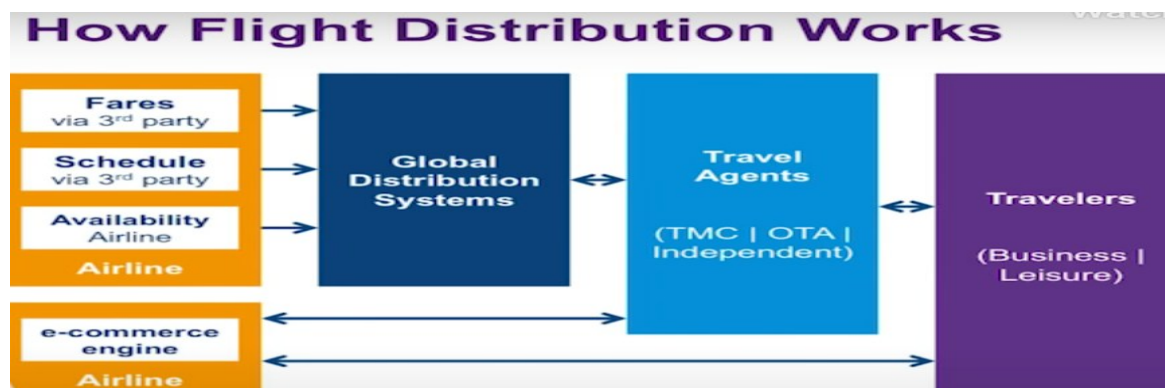 How Flight Distribution Works
Fares
via 3rd party
Schedule
via 3rd party
Availability
Airline
Airline
Global
Distribution
Systems
Travel
Agents
(TMC | OTA |
Independent)
Travelers
(Business |
Leisure)
e-commerce
engine
Airline